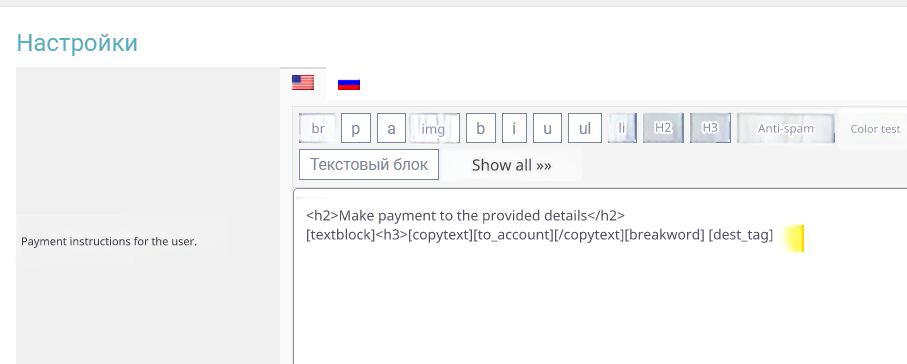 Настройки
br p a img b i u ul li H2 H3 Anti-spam Color test
Текстовый блок Show all »»
Payment instructions for the user.
<h2>Make payment to the provided details</h2>
[textblock]<h3>[copytext][to_account][/copytext][breakword] [dest_tag]